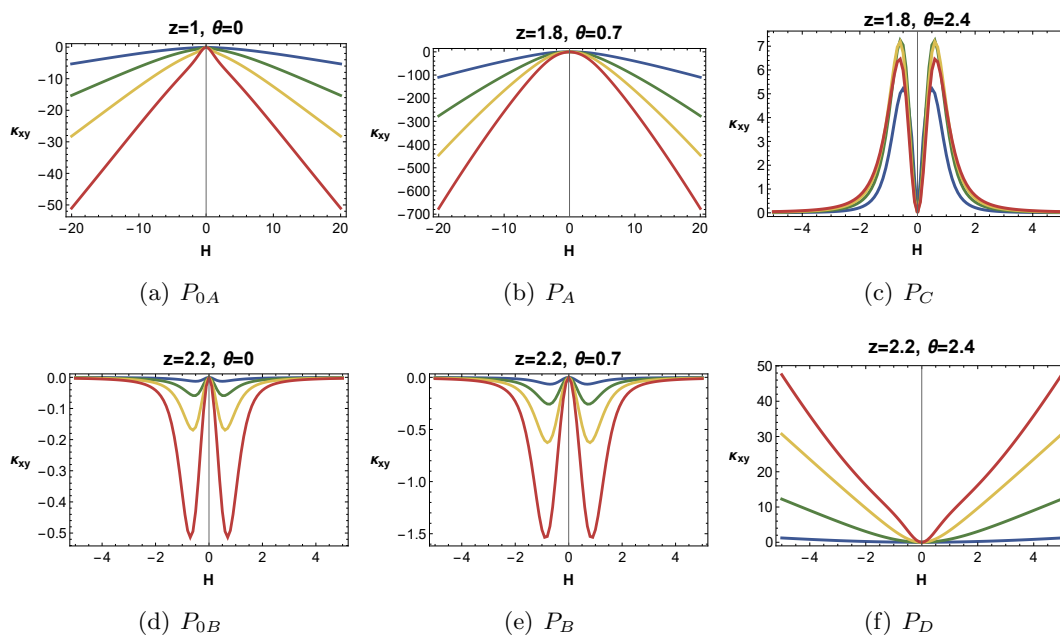 z=1, θ=0
0
−10
−20
−30
−40
−50
κxy
−20 −10 0 10 20
H
(a) P0A
z=1.8, θ=0.7
0
−100
−200
−300
−400
−500
−600
−700
κxy
−20 −10 0 10 20
H
(b) PA
z=1.8, θ=2.4
7
6
5
4
3
2
1
0
κxy
−4 −2 0 2 4
H
(c) PC
z=2.2, θ=0
0.0
−0.1
−0.2
−0.3
−0.4
−0.5
κxy
−4 −2 0 2 4
H
(d) P0B
z=2.2, θ=0.7
0.0
−0.5
−1.0
−1.5
κxy
−4 −2 0 2 4
H
(e) PB
z=2.2, θ=2.4
50
40
30
20
10
0
κxy
−4 −2 0 2 4
H
(f) PD